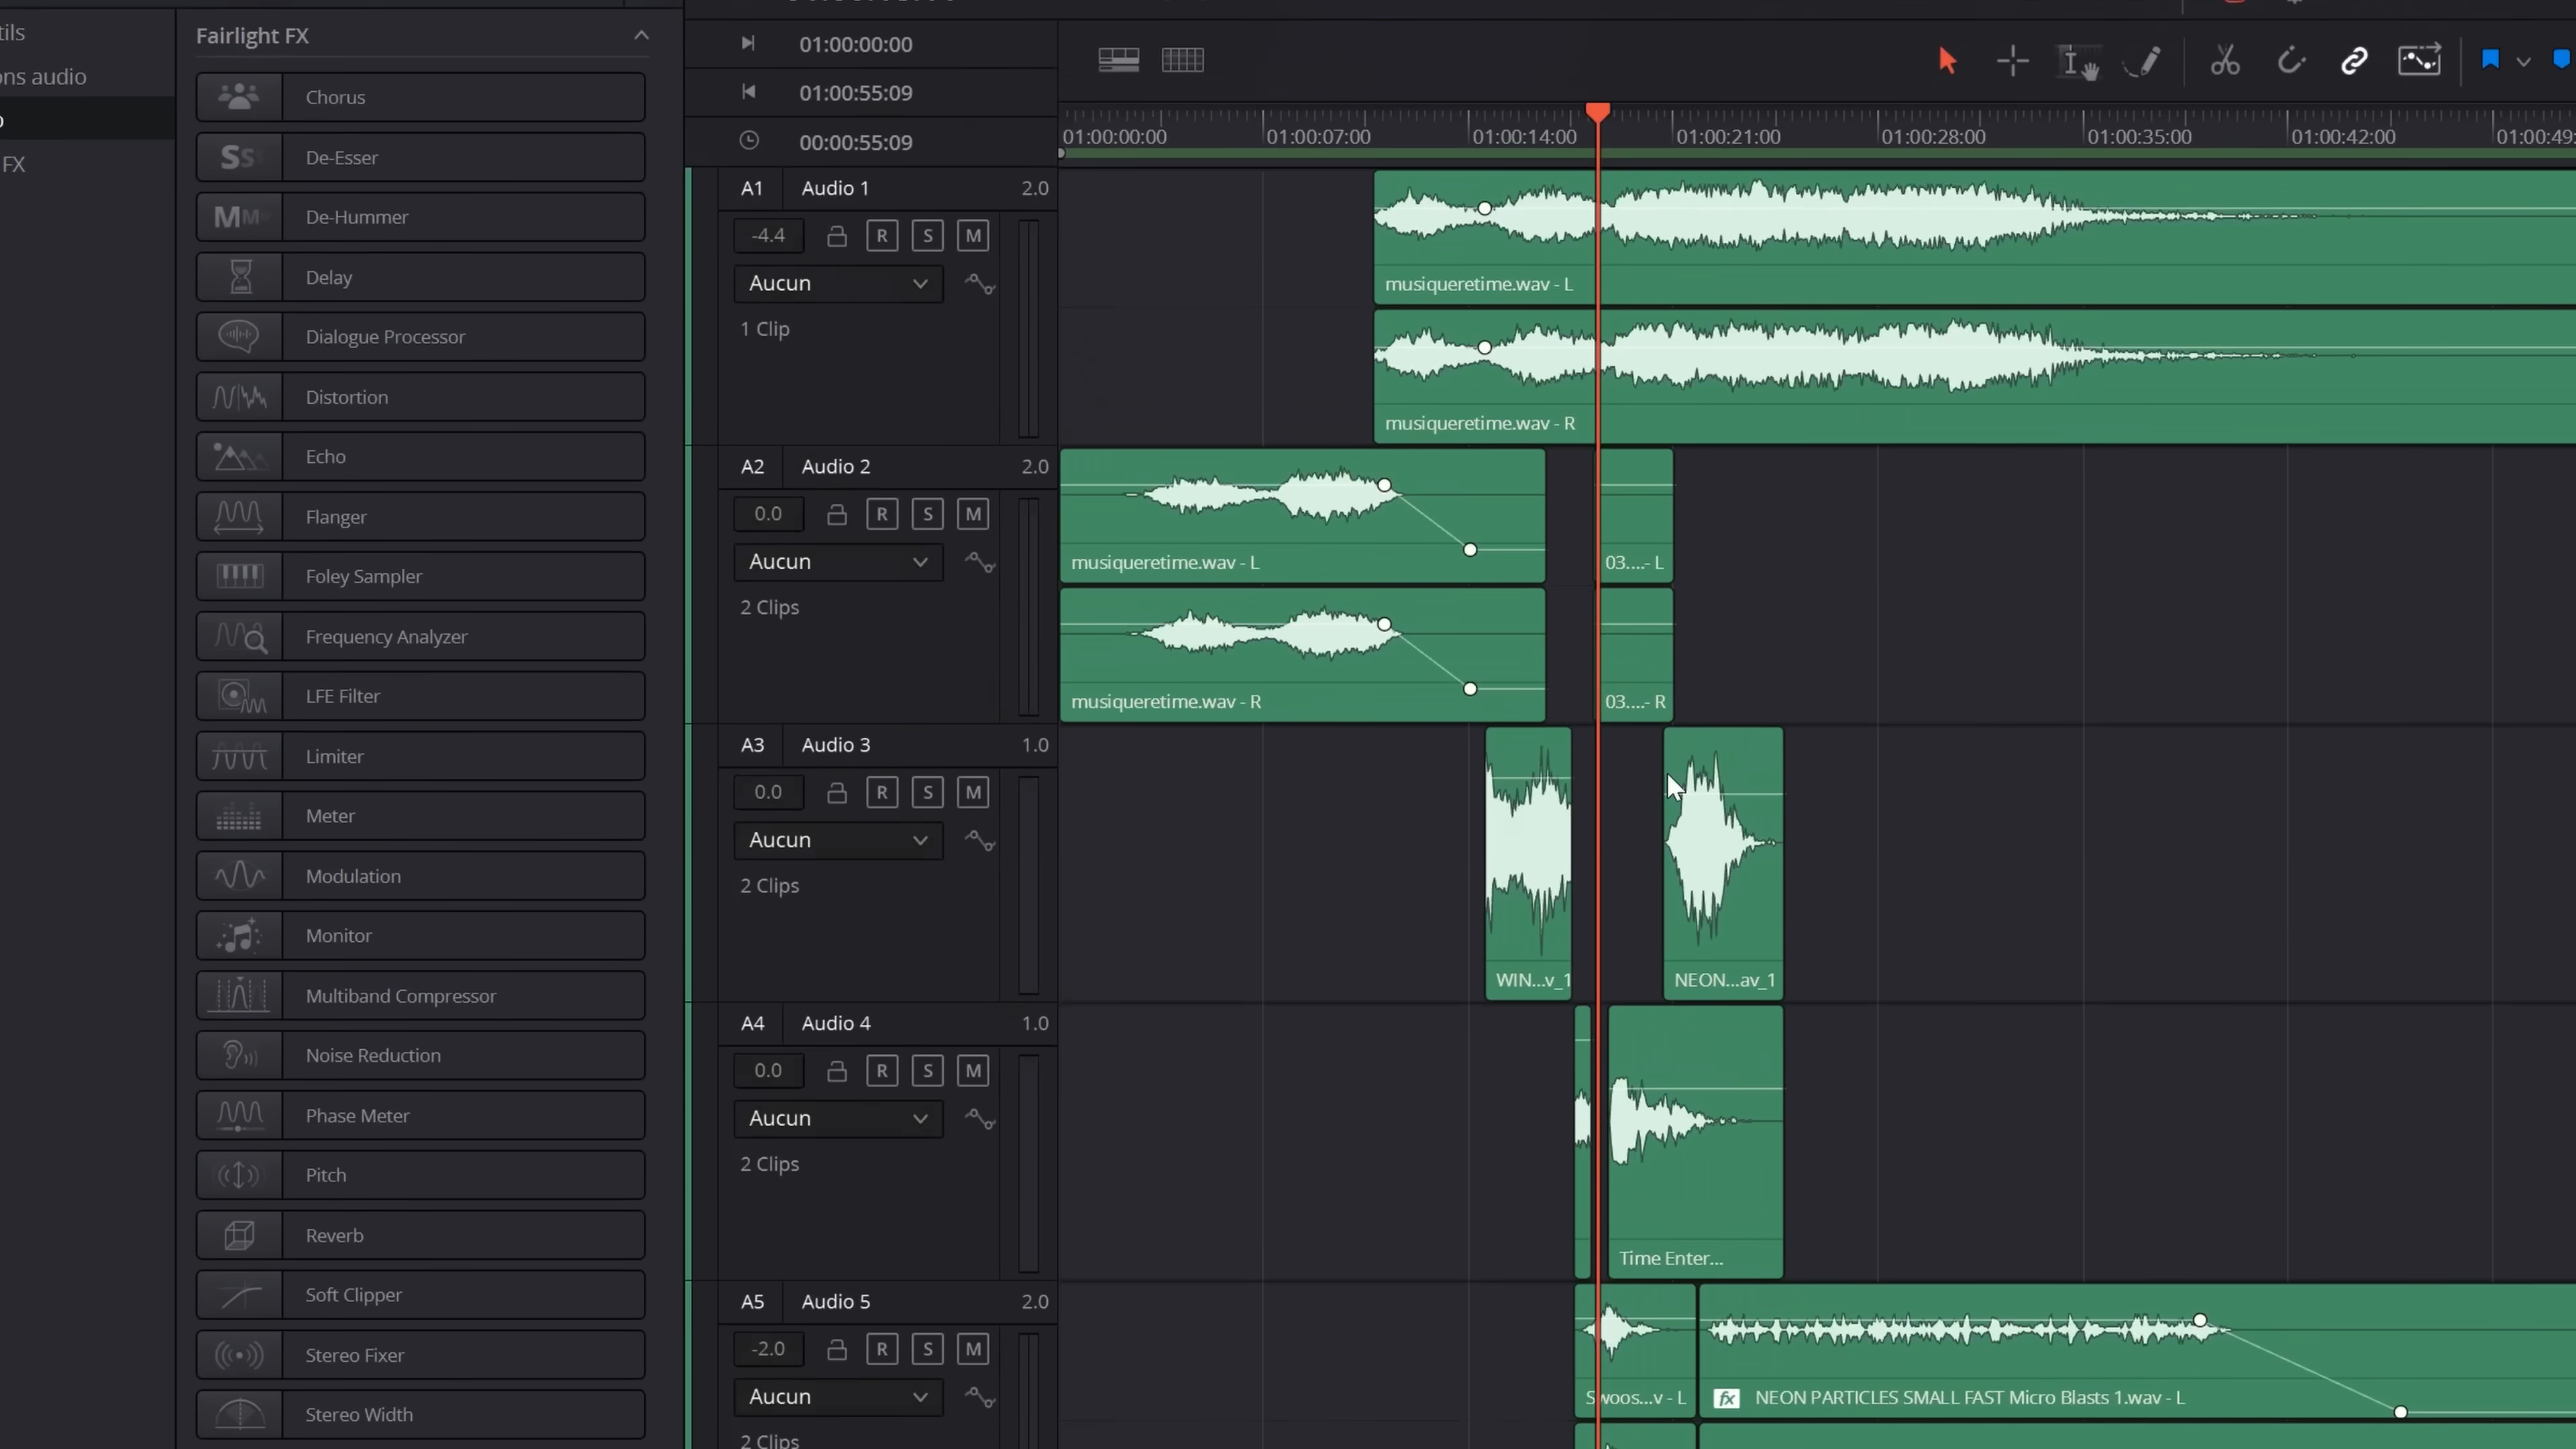 tils
ons audio
o
FX
Fairlight FX
Chorus
De-Esser
De-Hummer
Delay
Dialogue Processor
Distortion
Echo
Flanger
Foley Sampler
Frequency Analyzer
LFE Filter
Limiter
Meter
Modulation
Monitor
Multiband Compressor
Noise Reduction
Phase Meter
Pitch
Reverb
Soft Clipper
Stereo Fixer
Stereo Width
01:00:00:00
01:00:55:09
00:00:55:09
01:00:00:00 01:00:07:00 01:00:14:00 01:00:21:00 01:00:28:00 01:00:35:00 01:00:42:00 01:00:49:
A1 Audio 1 2.0
-4.4 R S M
Aucun
1 Clip
musiqueretime.wav - L
musiqueretime.wav - R
A2 Audio 2 2.0
0.0 R S M
Aucun
2 Clips
musiqueretime.wav - L
03....- L
musiqueretime.wav - R
03....- R
A3 Audio 3 1.0
0.0 R S M
Aucun
2 Clips
WIN...v_1
NEON...av_1
A4 Audio 4 1.0
0.0 R S M
Aucun
2 Clips
Time Enter...
A5 Audio 5 2.0
-2.0 R S M
Aucun
2 Clips
Swoos...v - L
fx NEON PARTICLES SMALL FAST Micro Blasts 1.wav - L